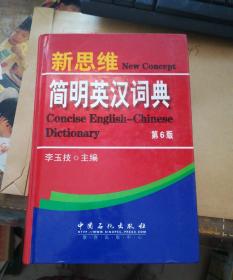 新思维 New Concept
简明英汉词典
Concise English-Chinese
Dictionary
第6版
李玉技·主编
中国石化出版社